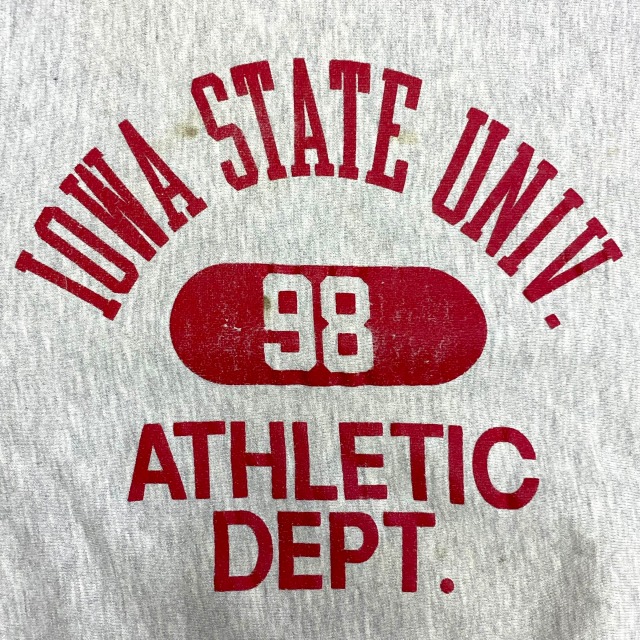 IOWA STATE UNIV.
98
ATHLETIC
DEPT.